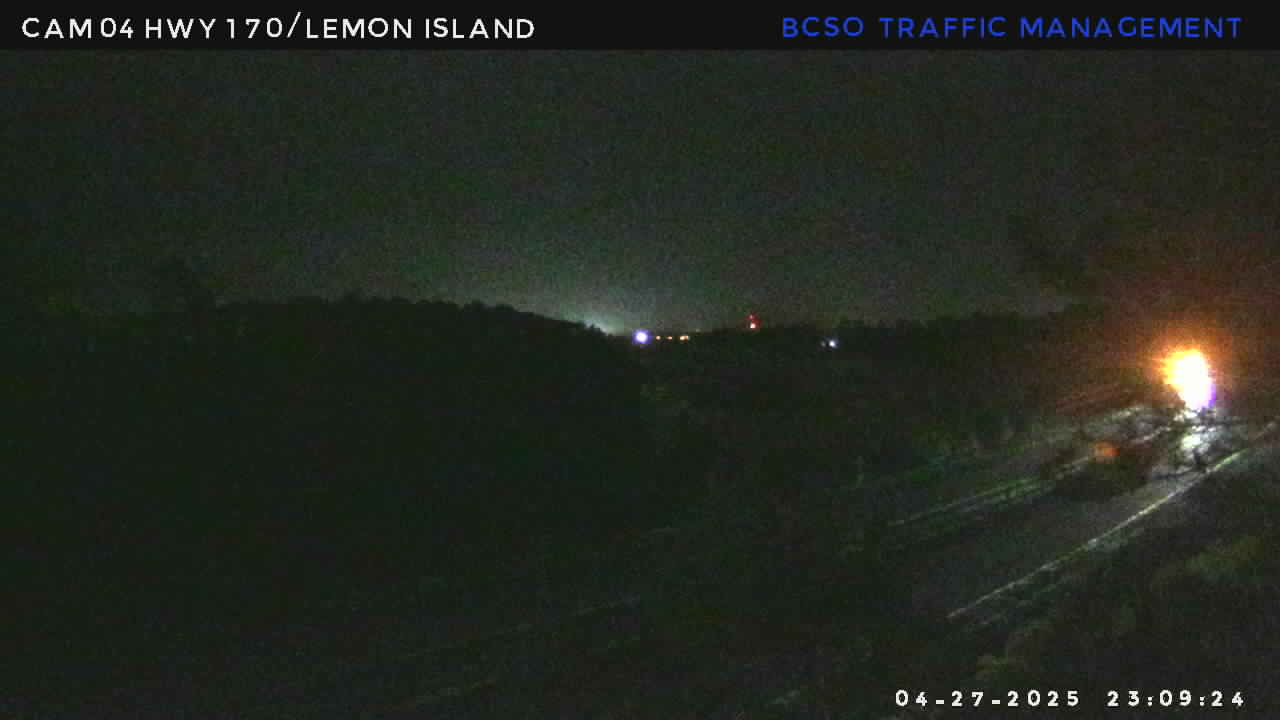 CAM04 HWY 170/LEMON ISLAND
BCSO TRAFFIC MANAGEMENT
04-27-2025 23:09:24